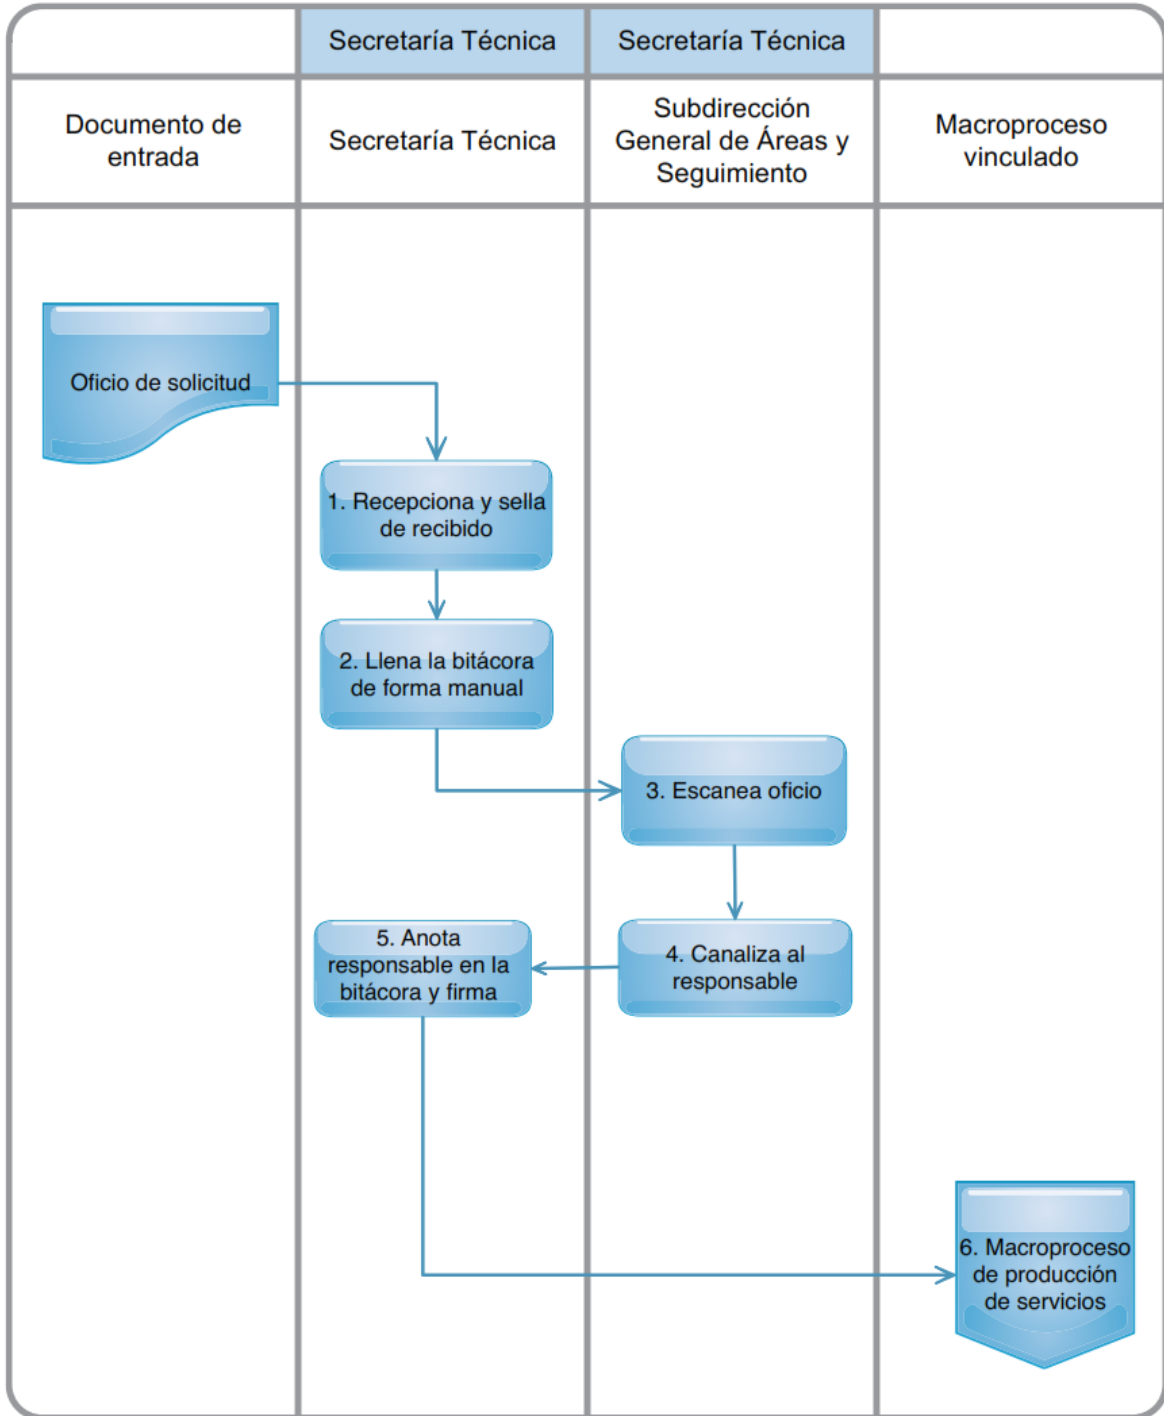 Secretaría Técnica
Secretaría Técnica
Documento de
entrada
Secretaría Técnica
Subdirección
General de Áreas y
Seguimiento
Macroproceso
vinculado
Oficio de solicitud
1. Recepciona y sella
de recibido
2. Llena la bitácora
de forma manual
3. Escanea oficio
4. Canaliza al
responsable
5. Anota
responsable en la
bitácora y firma
6. Macroproceso
de producción
de servicios